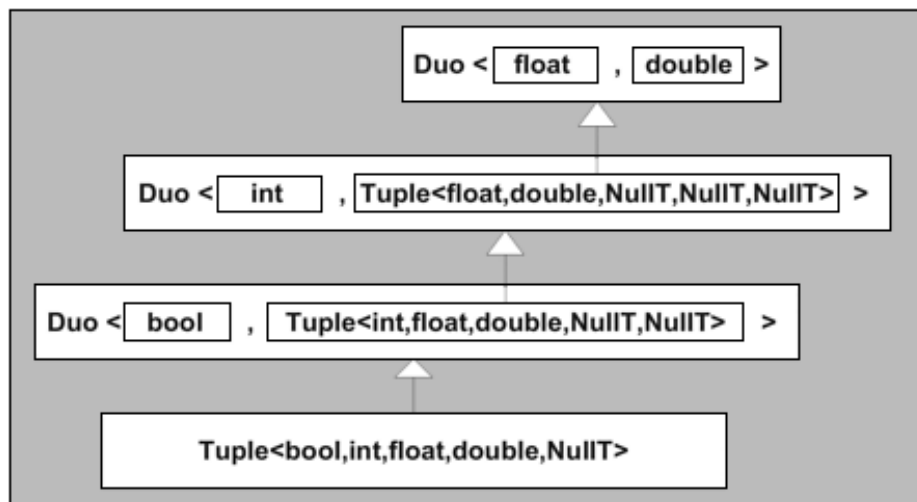 Duo < float , double >
Duo < int , Tuple<float,double,NullT,NullT,NullT> >
Duo < bool , Tuple<int,float,double,NullT,NullT> >
Tuple<bool,int,float,double,NullT>